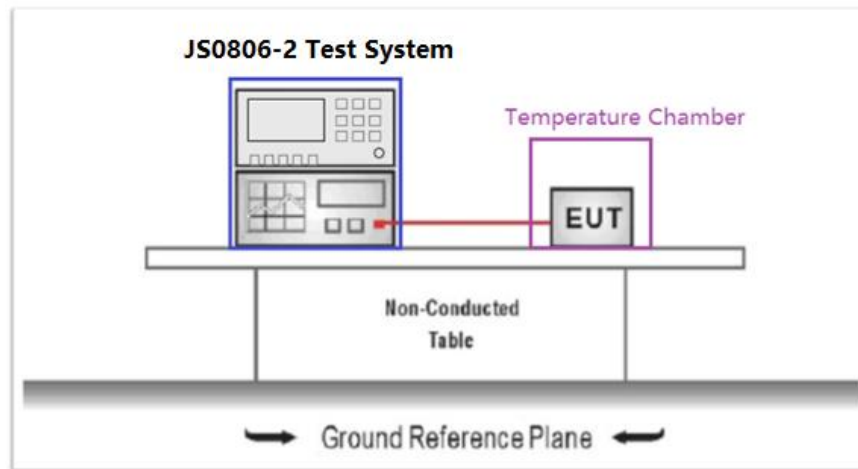 JS0806-2 Test System
Temperature Chamber
EUT
Non-Conducted
Table
Ground Reference Plane